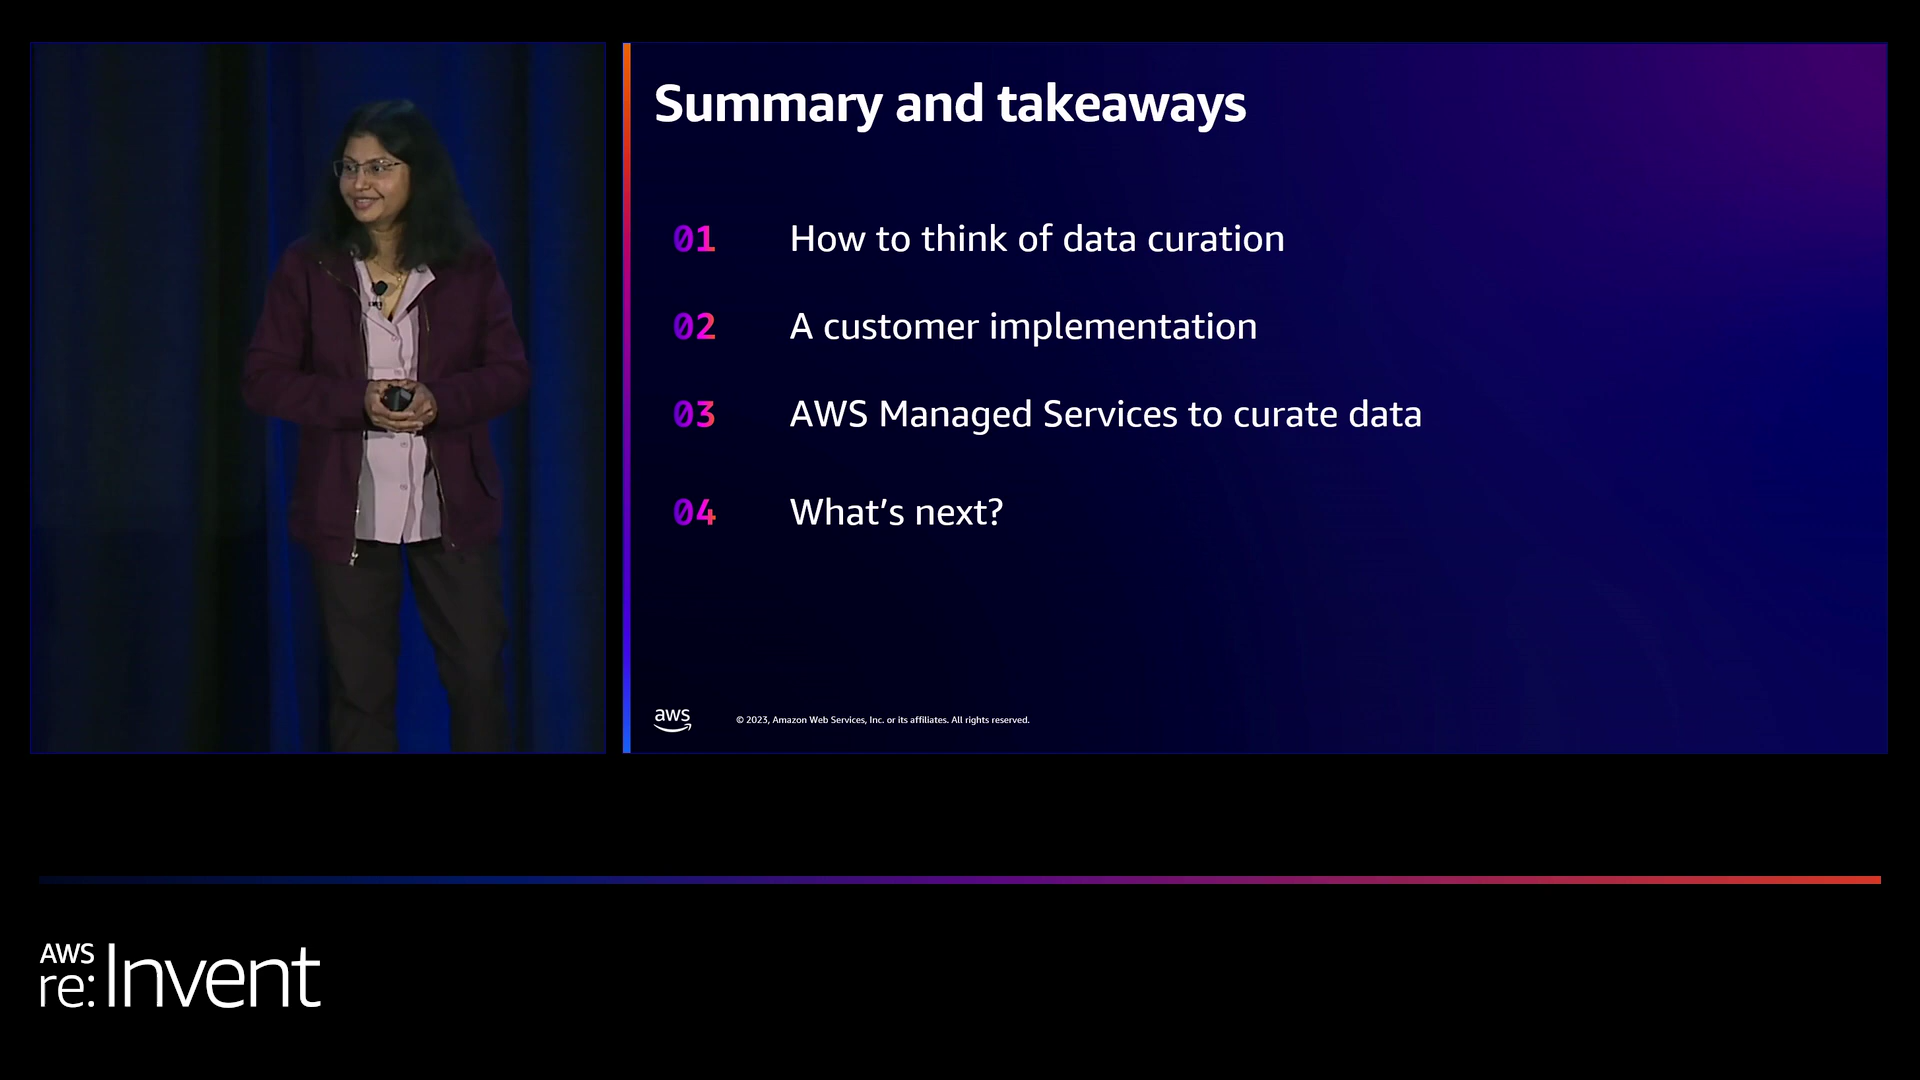 Summary and takeaways
01 How to think of data curation
02 A customer implementation
03 AWS Managed Services to curate data
04 What’s next?
aws © 2023, Amazon Web Services, Inc. or its affiliates. All rights reserved.
AWS
re:Invent